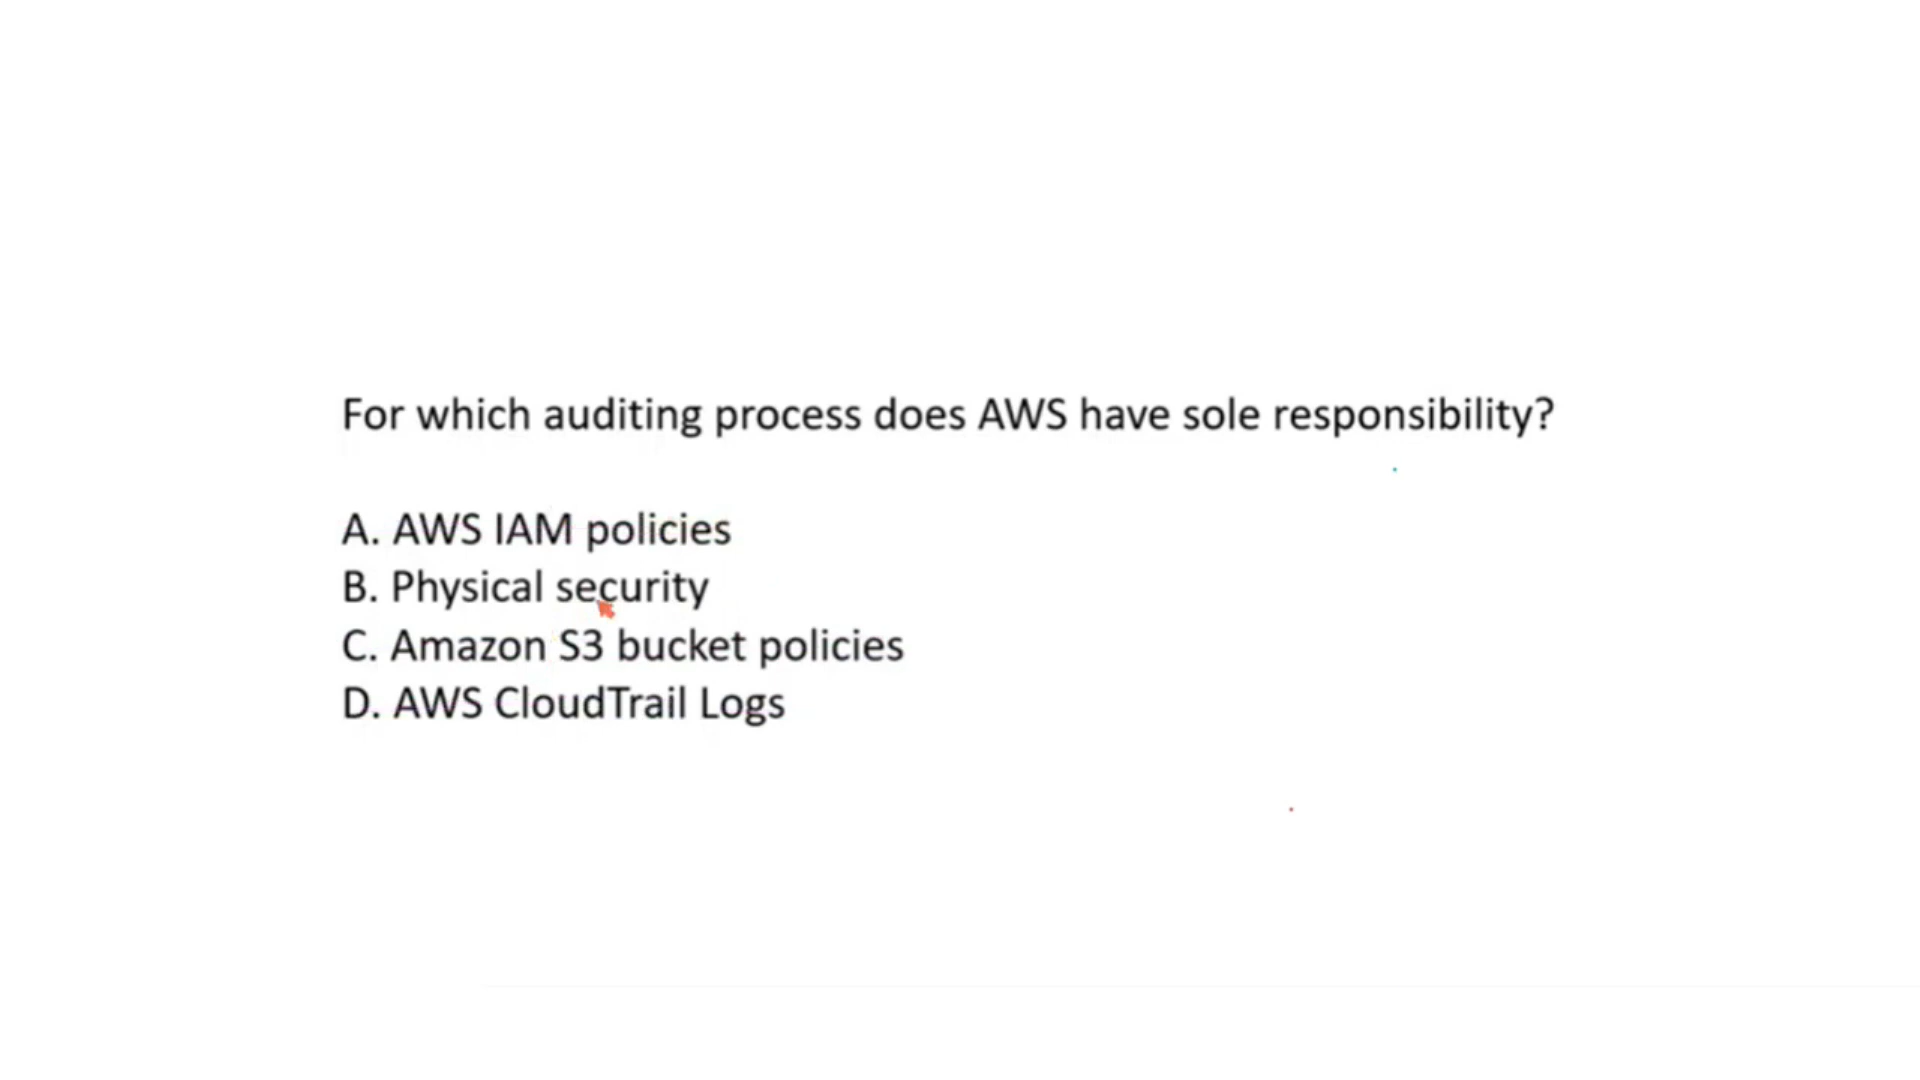 For which auditing process does AWS have sole responsibility?
A. AWS IAM policies
B. Physical security
C. Amazon S3 bucket policies
D. AWS CloudTrail Logs